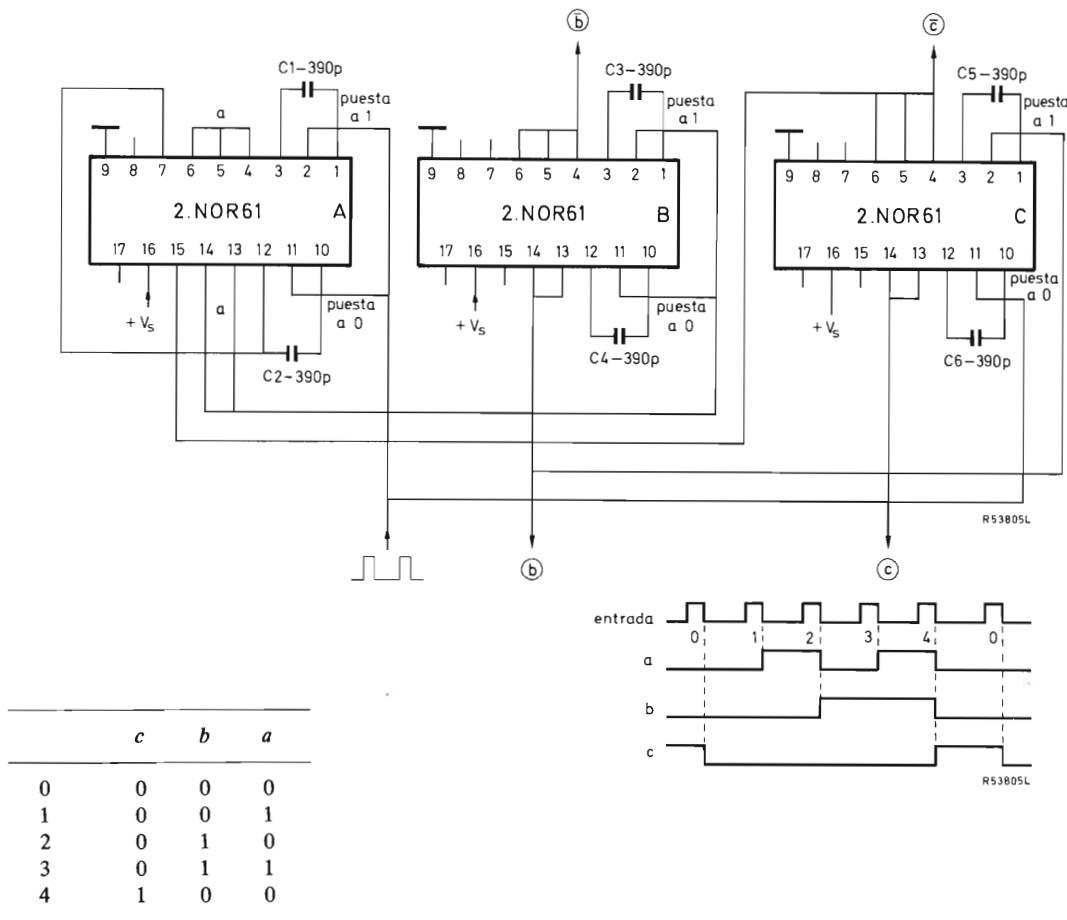 b̄
c̄
C1-390p
puesta
a 1
a
9 8 7 6 5 4 3 2 1
2.NOR61 A
17 16 15 14 13 12 11 10
+ Vs
a
puesta
a 0
C2-390p
C3-390p
puesta
a 1
9 8 7 6 5 4 3 2 1
2.NOR61 B
17 16 15 14 13 12 11 10
+ Vs
puesta
a 0
C4-390p
C5-390p
puesta
a 1
9 8 7 6 5 4 3 2 1
2.NOR61 C
17 16 15 14 13 12 11 10
+ Vs
puesta
a 0
C6-390p
R53805L
b
c
entrada
0 1 2 3 4 0
a
b
c
R53805L
c b a
0 0 0 0
1 0 0 1
2 0 1 0
3 0 1 1
4 1 0 0